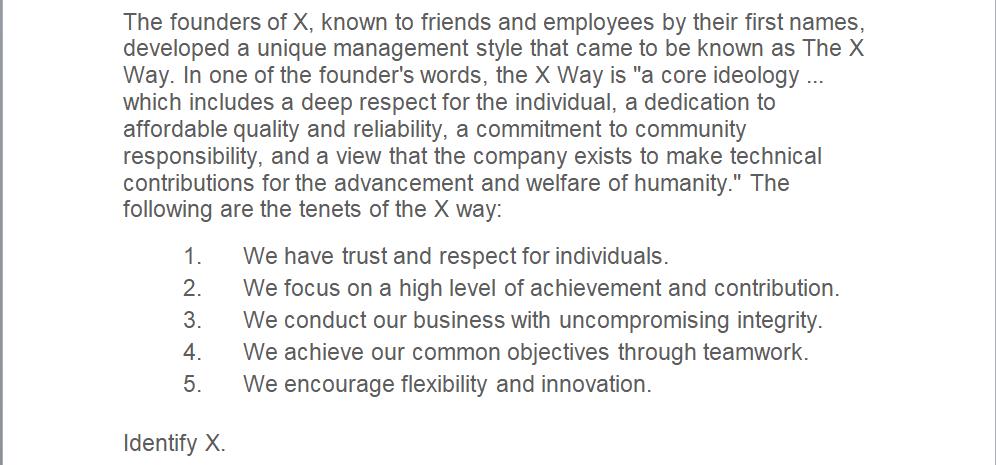 The founders of X, known to friends and employees by their first names,
developed a unique management style that came to be known as The X
Way. In one of the founder's words, the X Way is "a core ideology ...
which includes a deep respect for the individual, a dedication to
affordable quality and reliability, a commitment to community
responsibility, and a view that the company exists to make technical
contributions for the advancement and welfare of humanity." The
following are the tenets of the X way:
1. We have trust and respect for individuals.
2. We focus on a high level of achievement and contribution.
3. We conduct our business with uncompromising integrity.
4. We achieve our common objectives through teamwork.
5. We encourage flexibility and innovation.
Identify X.